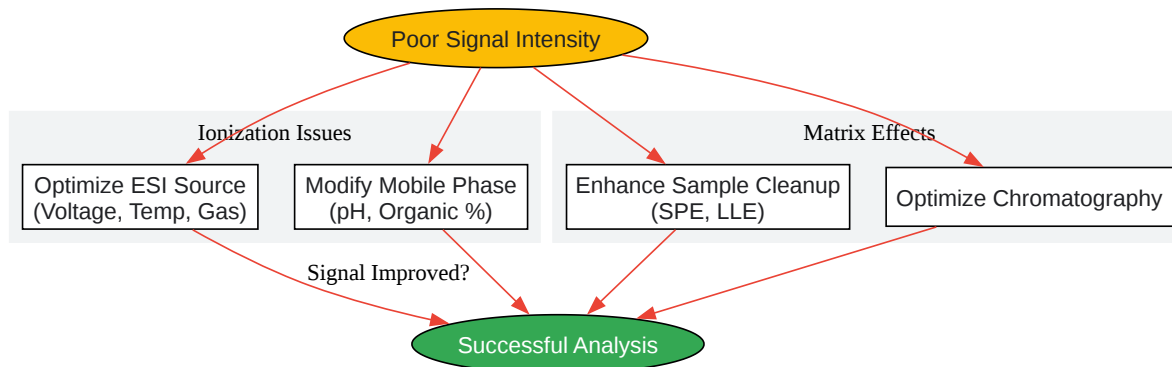 Poor Signal Intensity
Ionization Issues
Matrix Effects
Optimize ESI Source
(Voltage, Temp, Gas)
Modify Mobile Phase
(pH, Organic %)
Enhance Sample Cleanup
(SPE, LLE)
Optimize Chromatography
Signal Improved?
Successful Analysis